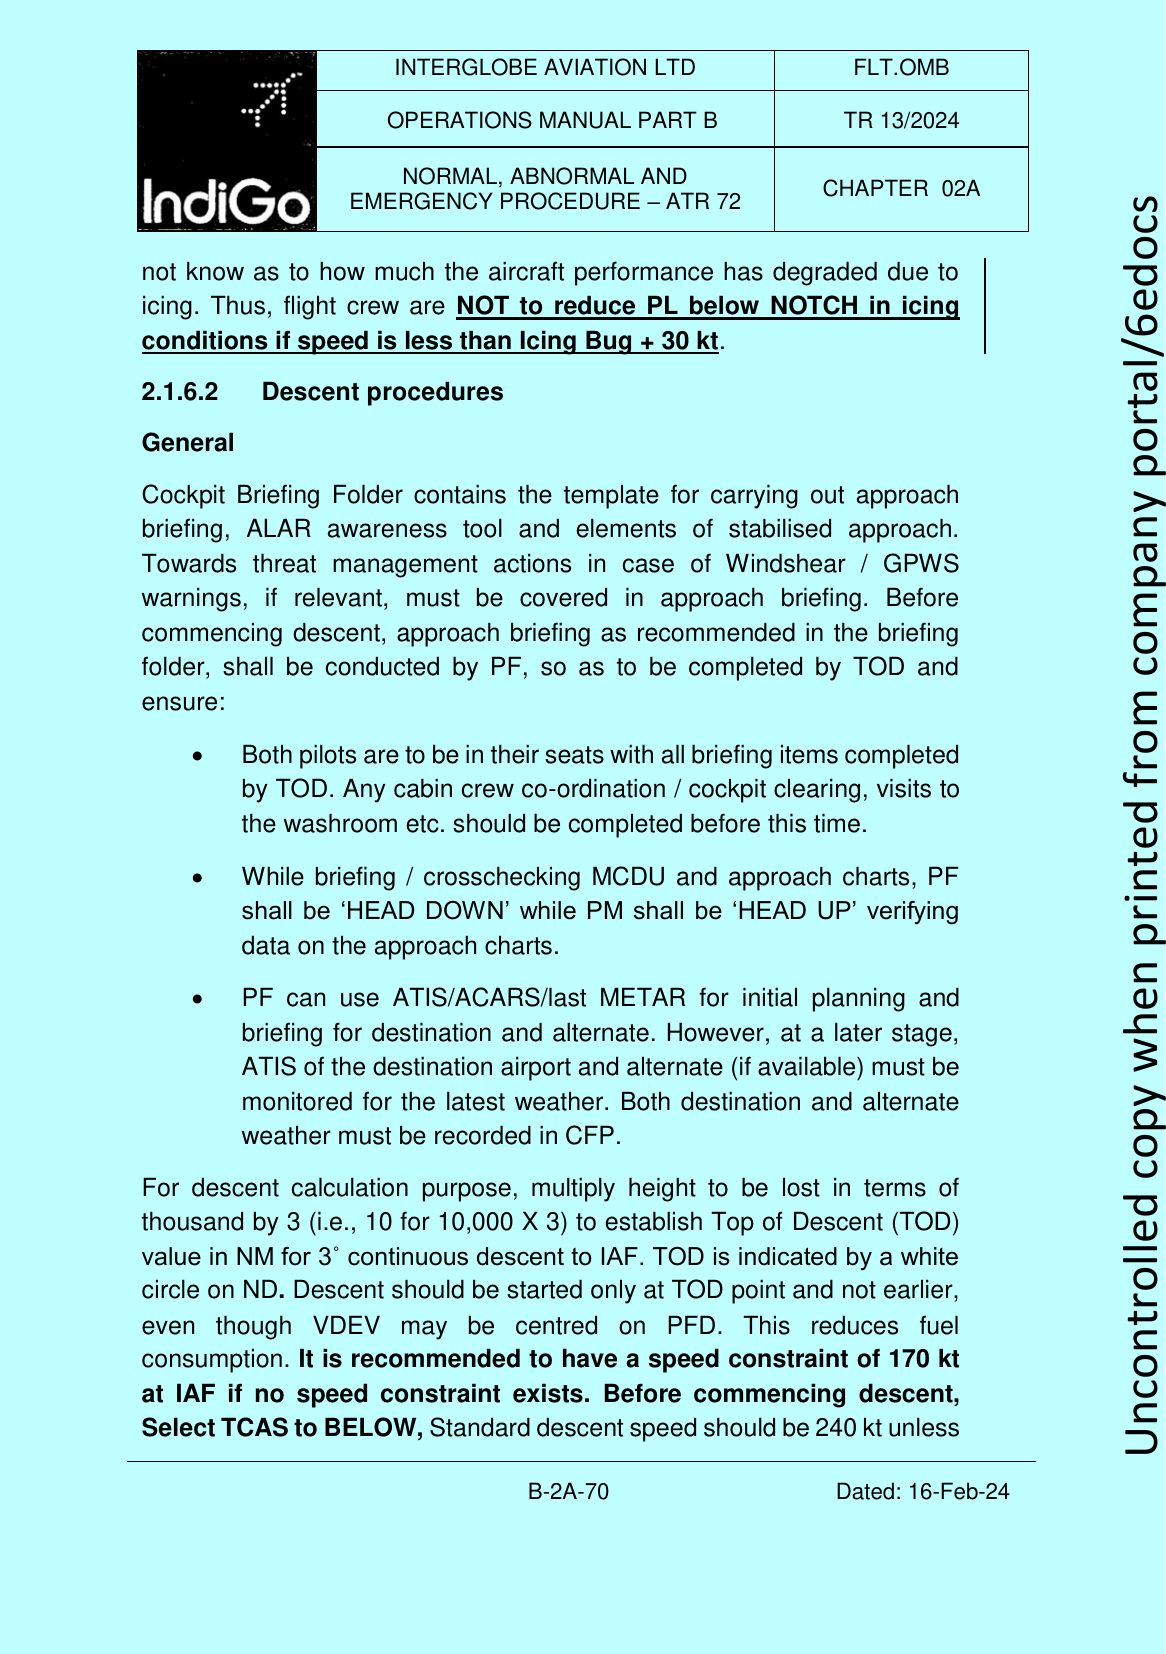 IndiGo
INTERGLOBE AVIATION LTD
FLT.OMB
OPERATIONS MANUAL PART B
TR 13/2024
NORMAL, ABNORMAL AND
EMERGENCY PROCEDURE – ATR 72
CHAPTER 02A
not know as to how much the aircraft performance has degraded due to
icing. Thus, flight crew are NOT to reduce PL below NOTCH in icing
conditions if speed is less than Icing Bug + 30 kt.
2.1.6.2 Descent procedures
General
Cockpit Briefing Folder contains the template for carrying out approach
briefing, ALAR awareness tool and elements of stabilised approach.
Towards threat management actions in case of Windshear / GPWS
warnings, if relevant, must be covered in approach briefing. Before
commencing descent, approach briefing as recommended in the briefing
folder, shall be conducted by PF, so as to be completed by TOD and
ensure:
• Both pilots are to be in their seats with all briefing items completed
by TOD. Any cabin crew co-ordination / cockpit clearing, visits to
the washroom etc. should be completed before this time.
• While briefing / crosschecking MCDU and approach charts, PF
shall be ‘HEAD DOWN’ while PM shall be ‘HEAD UP’ verifying
data on the approach charts.
• PF can use ATIS/ACARS/last METAR for initial planning and
briefing for destination and alternate. However, at a later stage,
ATIS of the destination airport and alternate (if available) must be
monitored for the latest weather. Both destination and alternate
weather must be recorded in CFP.
For descent calculation purpose, multiply height to be lost in terms of
thousand by 3 (i.e., 10 for 10,000 X 3) to establish Top of Descent (TOD)
value in NM for 3˚ continuous descent to IAF. TOD is indicated by a white
circle on ND. Descent should be started only at TOD point and not earlier,
even though VDEV may be centred on PFD. This reduces fuel
consumption. It is recommended to have a speed constraint of 170 kt
at IAF if no speed constraint exists. Before commencing descent,
Select TCAS to BELOW, Standard descent speed should be 240 kt unless
B-2A-70
Dated: 16-Feb-24
Uncontrolled copy when printed from company portal/6edocs